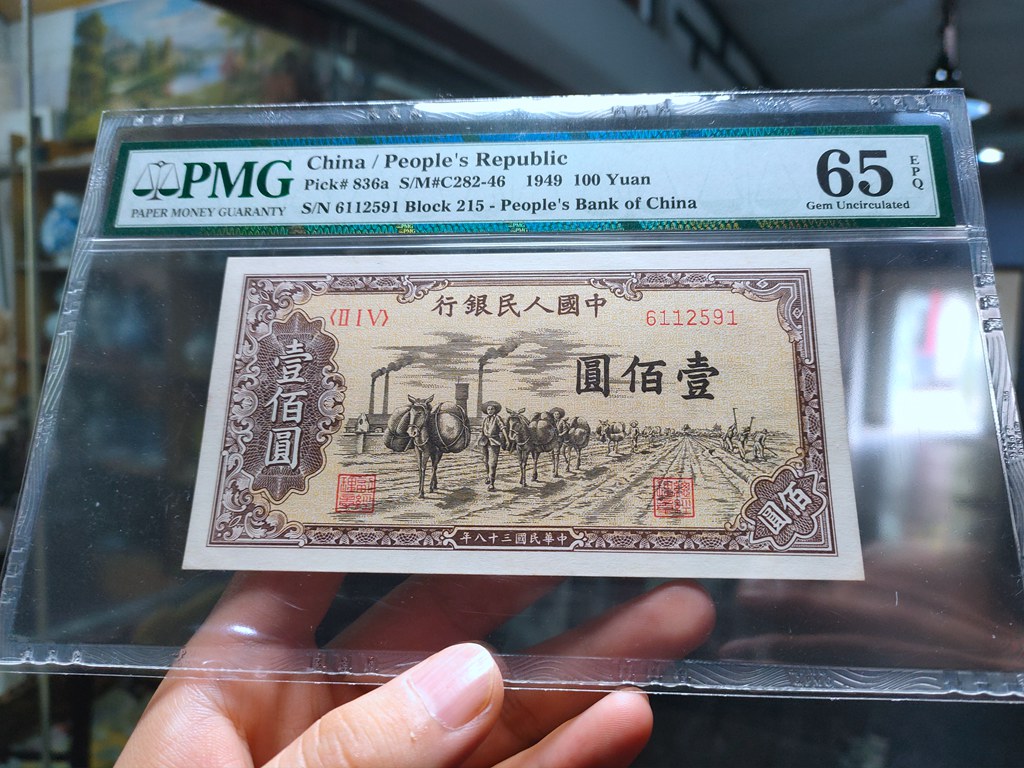 PMG
PAPER MONEY GUARANTY
China / People's Republic
Pick# 836a S/M#C282-46 1949 100 Yuan
S/N 6112591 Block 215 - People's Bank of China
65
EPQ
Gem Uncirculated
行銀民人國中
〈II I V〉
6112591
圓佰壹
壹佰圓
佰圓
年八十三國民華中